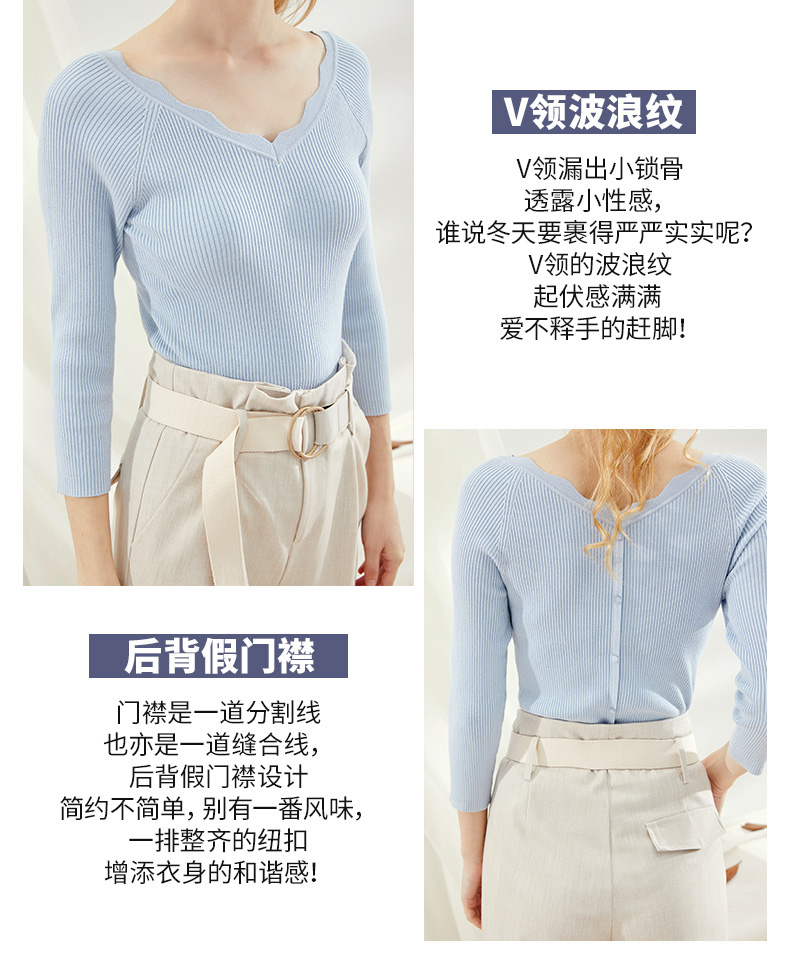 V领波浪纹
V领漏出小锁骨
透露小性感，
谁说冬天要裹得严严实实呢？
V领的波浪纹
起伏感满满
爱不释手的赶脚！
后背假门襟
门襟是一道分割线
也亦是一道缝合线，
后背假门襟设计
简约不简单，别有一番风味，
一排整齐的纽扣
增添衣身的和谐感！